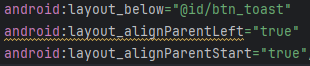 android:layout_below="@id/btn_toast"
android:layout_alignParentLeft="true"
android:layout_alignParentStart="true"